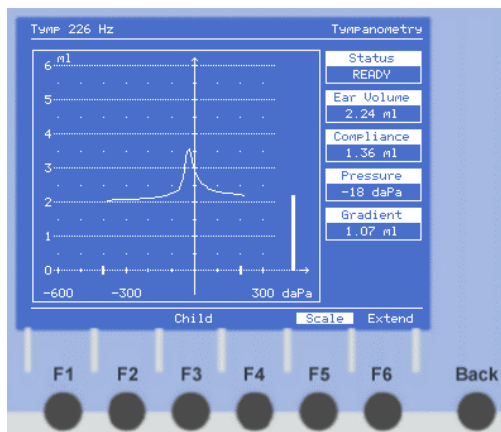 Tymp 226 Hz
Tympanometry
ml
6
5
4
3
2
1
0
-600
-300
300 daPa
Status
READY
Ear Volume
2.24 ml
Compliance
1.36 ml
Pressure
-18 daPa
Gradient
1.07 ml
Child
Scale
Extend
F1
F2
F3
F4
F5
F6
Back